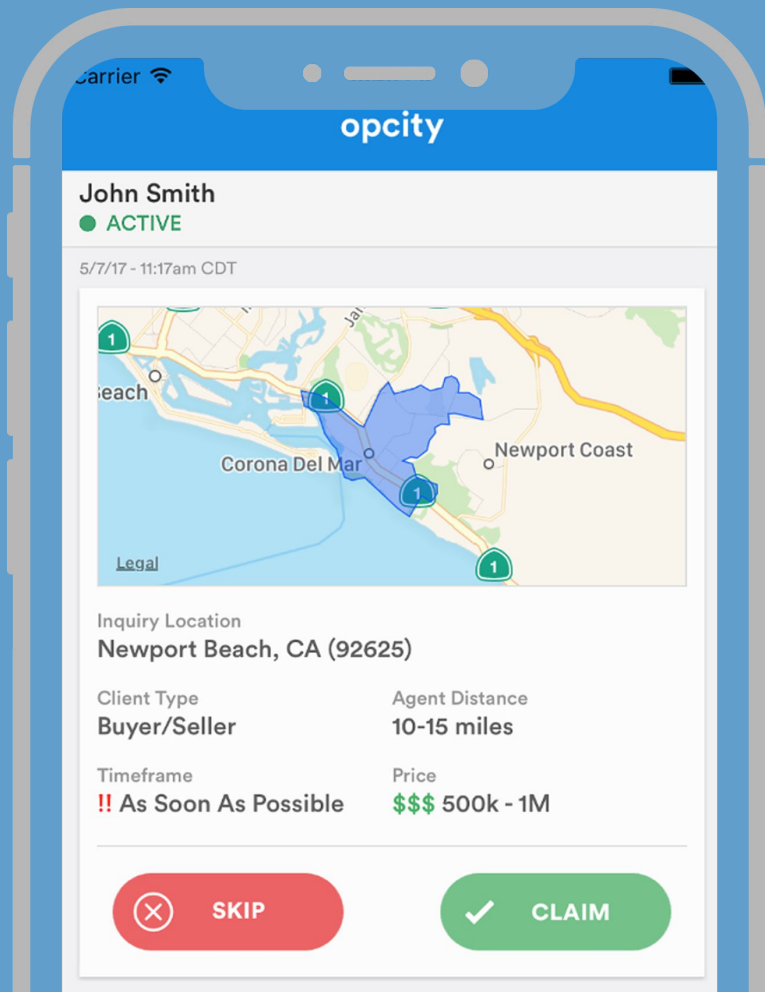 Carrier
opcity
John Smith
ACTIVE
5/7/17 - 11:17am CDT
1
1
Beach
Newport Coast
Corona Del Mar
1
Legal
1
Inquiry Location
Newport Beach, CA (92625)
Client Type
Buyer/Seller
Agent Distance
10-15 miles
Timeframe
!! As Soon As Possible
Price
$$$ 500k - 1M
SKIP
CLAIM